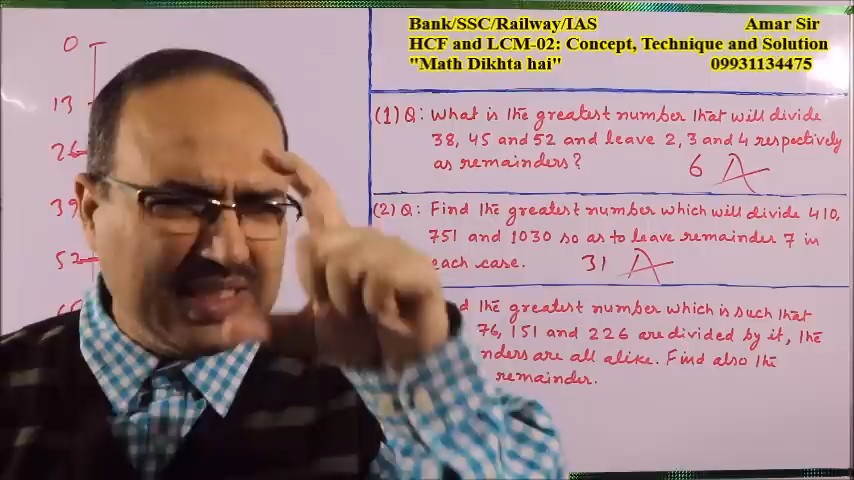 Bank/SSC/Railway/IAS Amar Sir
HCF and LCM-02: Concept, Technique and Solution
"Math Dikhta hai" 09931134475
0
13
26
39
52
(1) Q: What is the greatest number that will divide
38, 45 and 52 and leave 2, 3 and 4 respectively
as remainders? 6 A
(2) Q: Find the greatest number which will divide 410,
751 and 1030 so as to leave remainder 7 in
each case. 31 A
the greatest number which is such that
76, 151 and 226 are divided by it, the
are all alike. Find also the
remainder.